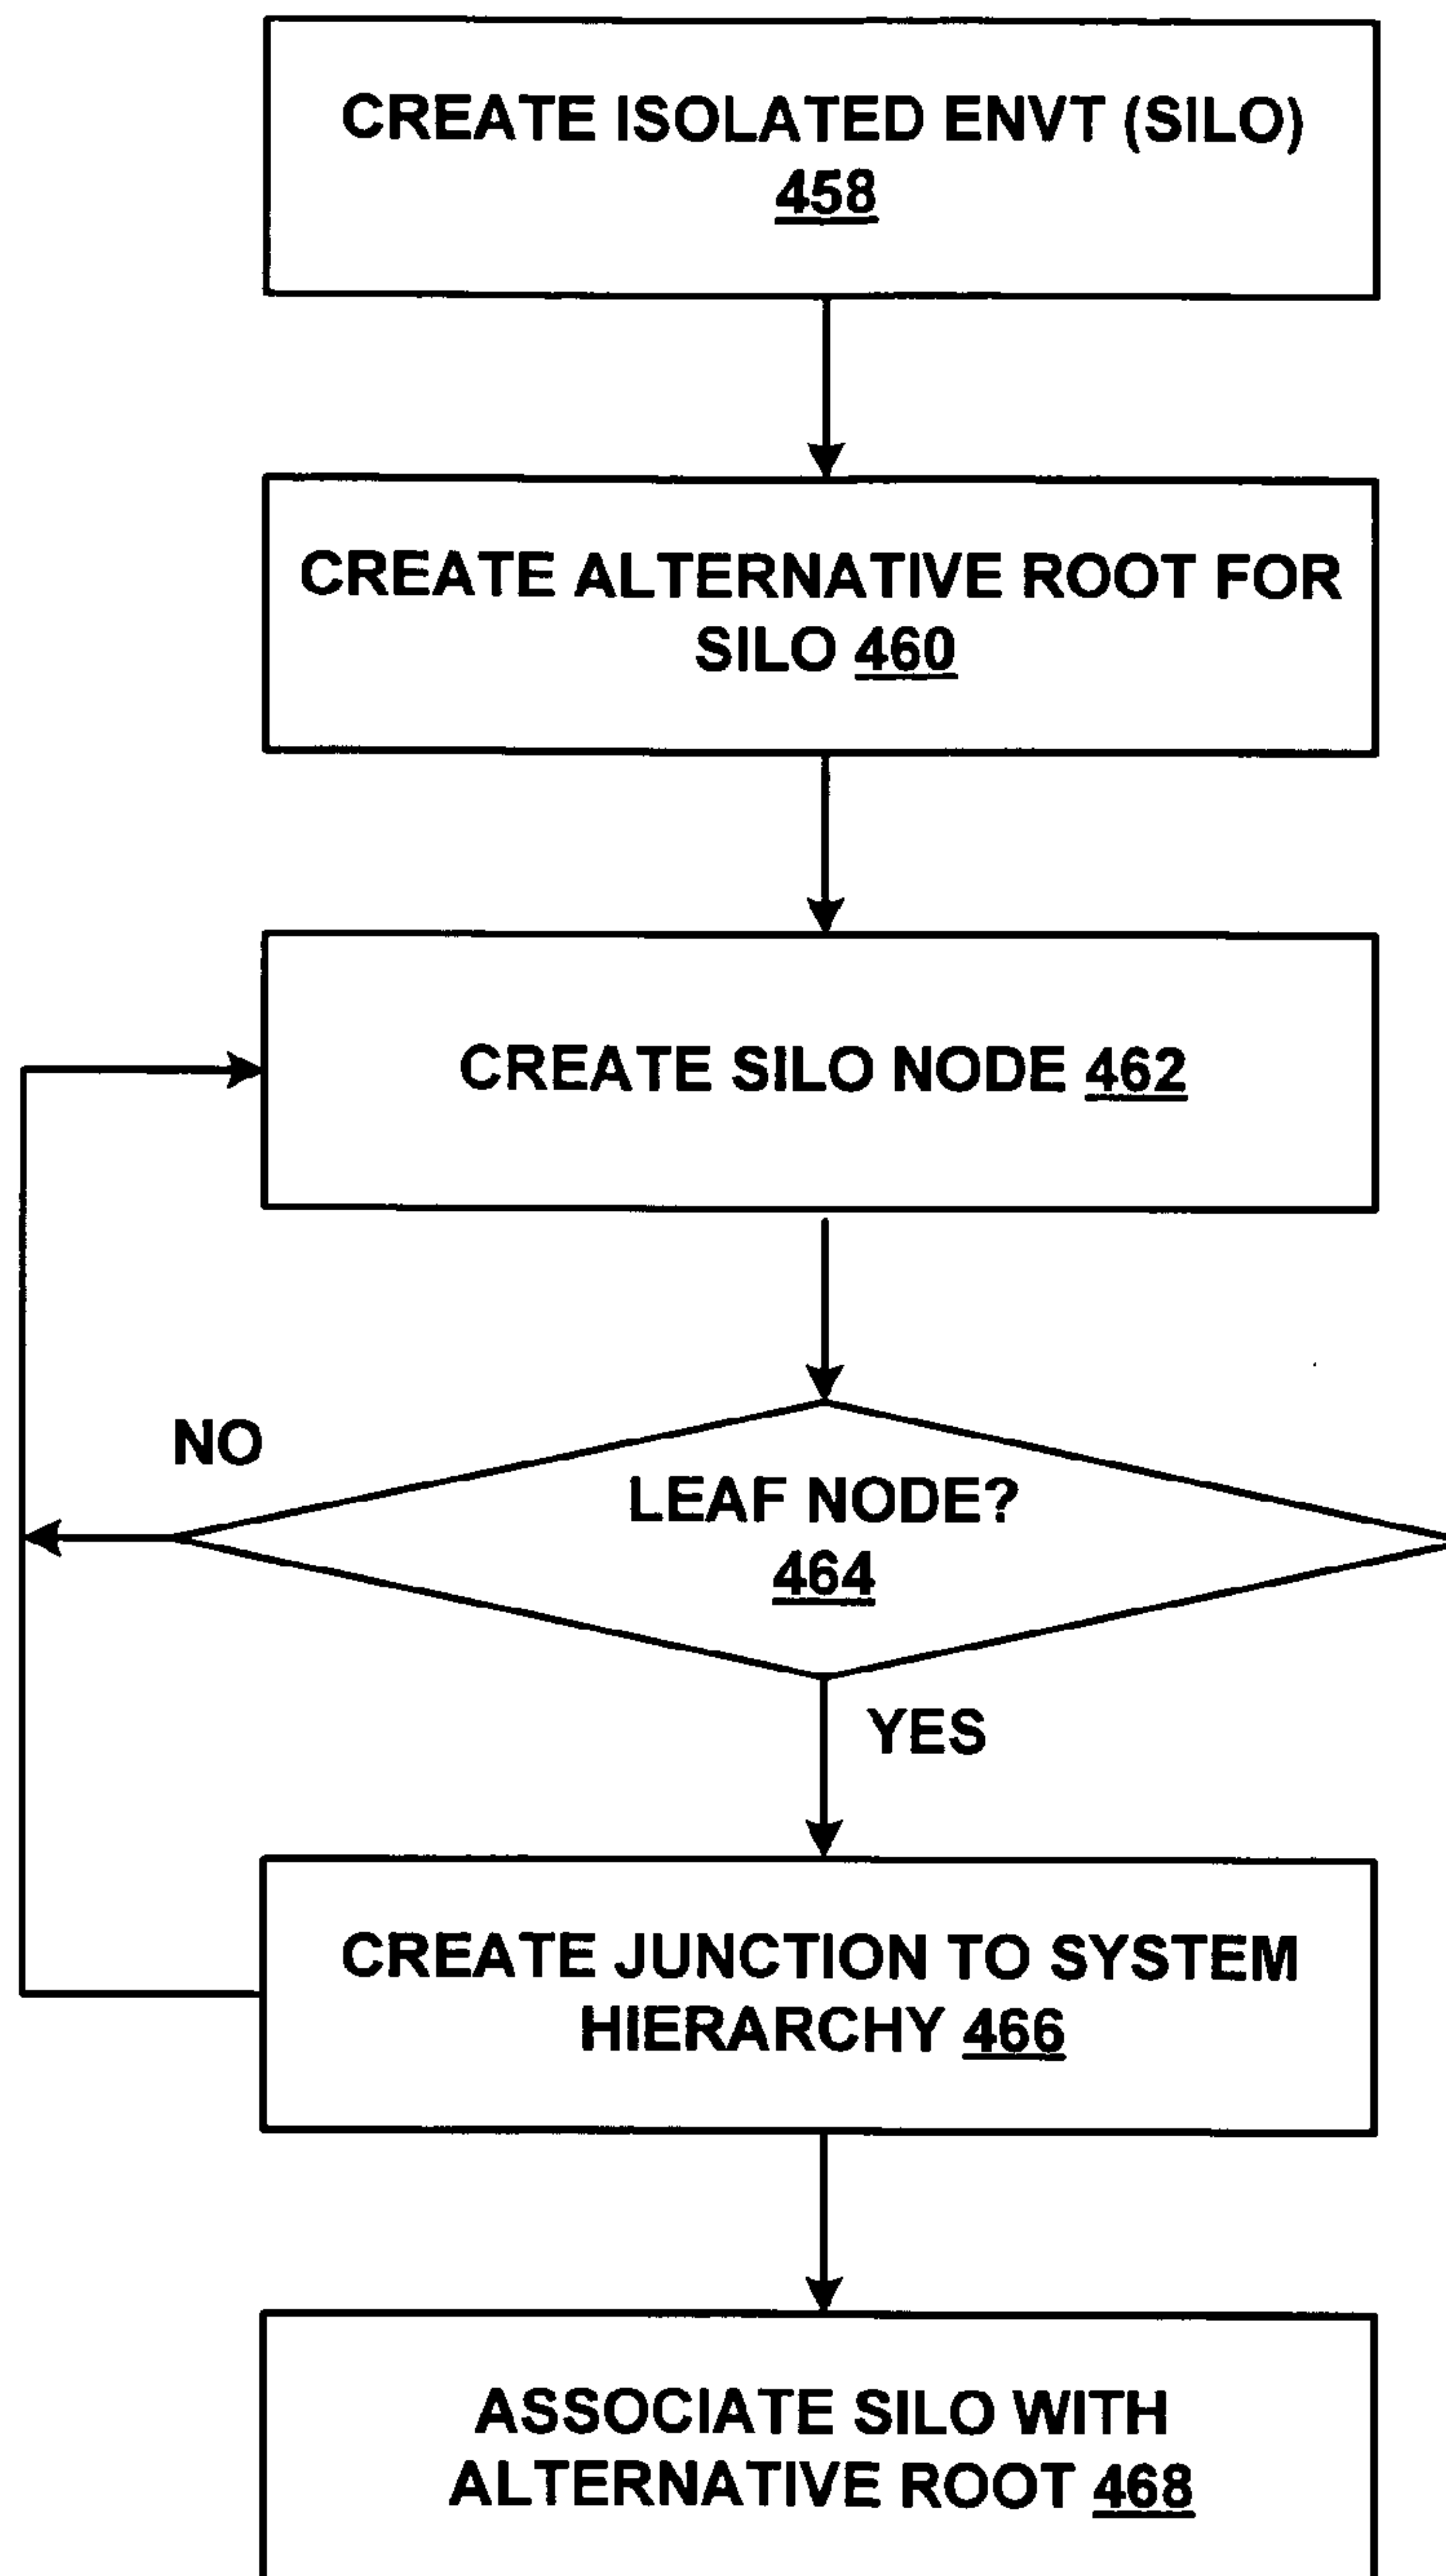 CREATE ISOLATED ENVT (SILO)
458
CREATE ALTERNATIVE ROOT FOR
SILO 460
CREATE SILO NODE 462
NO
LEAF NODE?
464
YES
CREATE JUNCTION TO SYSTEM
HIERARCHY 466
ASSOCIATE SILO WITH
ALTERNATIVE ROOT 468